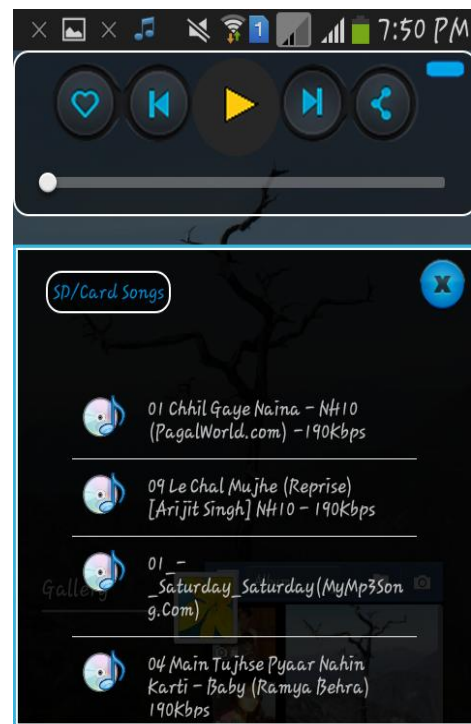 1 7:50 PM
SD/Card Songs
X
01 Chhil Gaye Naina - NH10
(PagalWorld.com) -190Kbps
09 Le Chal Mujhe (Reprise)
[Arijit Singh] NH10 - 190Kbps
01_-
_Saturday_Saturday(MyMp3Son
g.Com)
Gallery
04 Main Tujhse Pyaar Nahin
Karti - Baby (Ramya Behra)
190Kbps